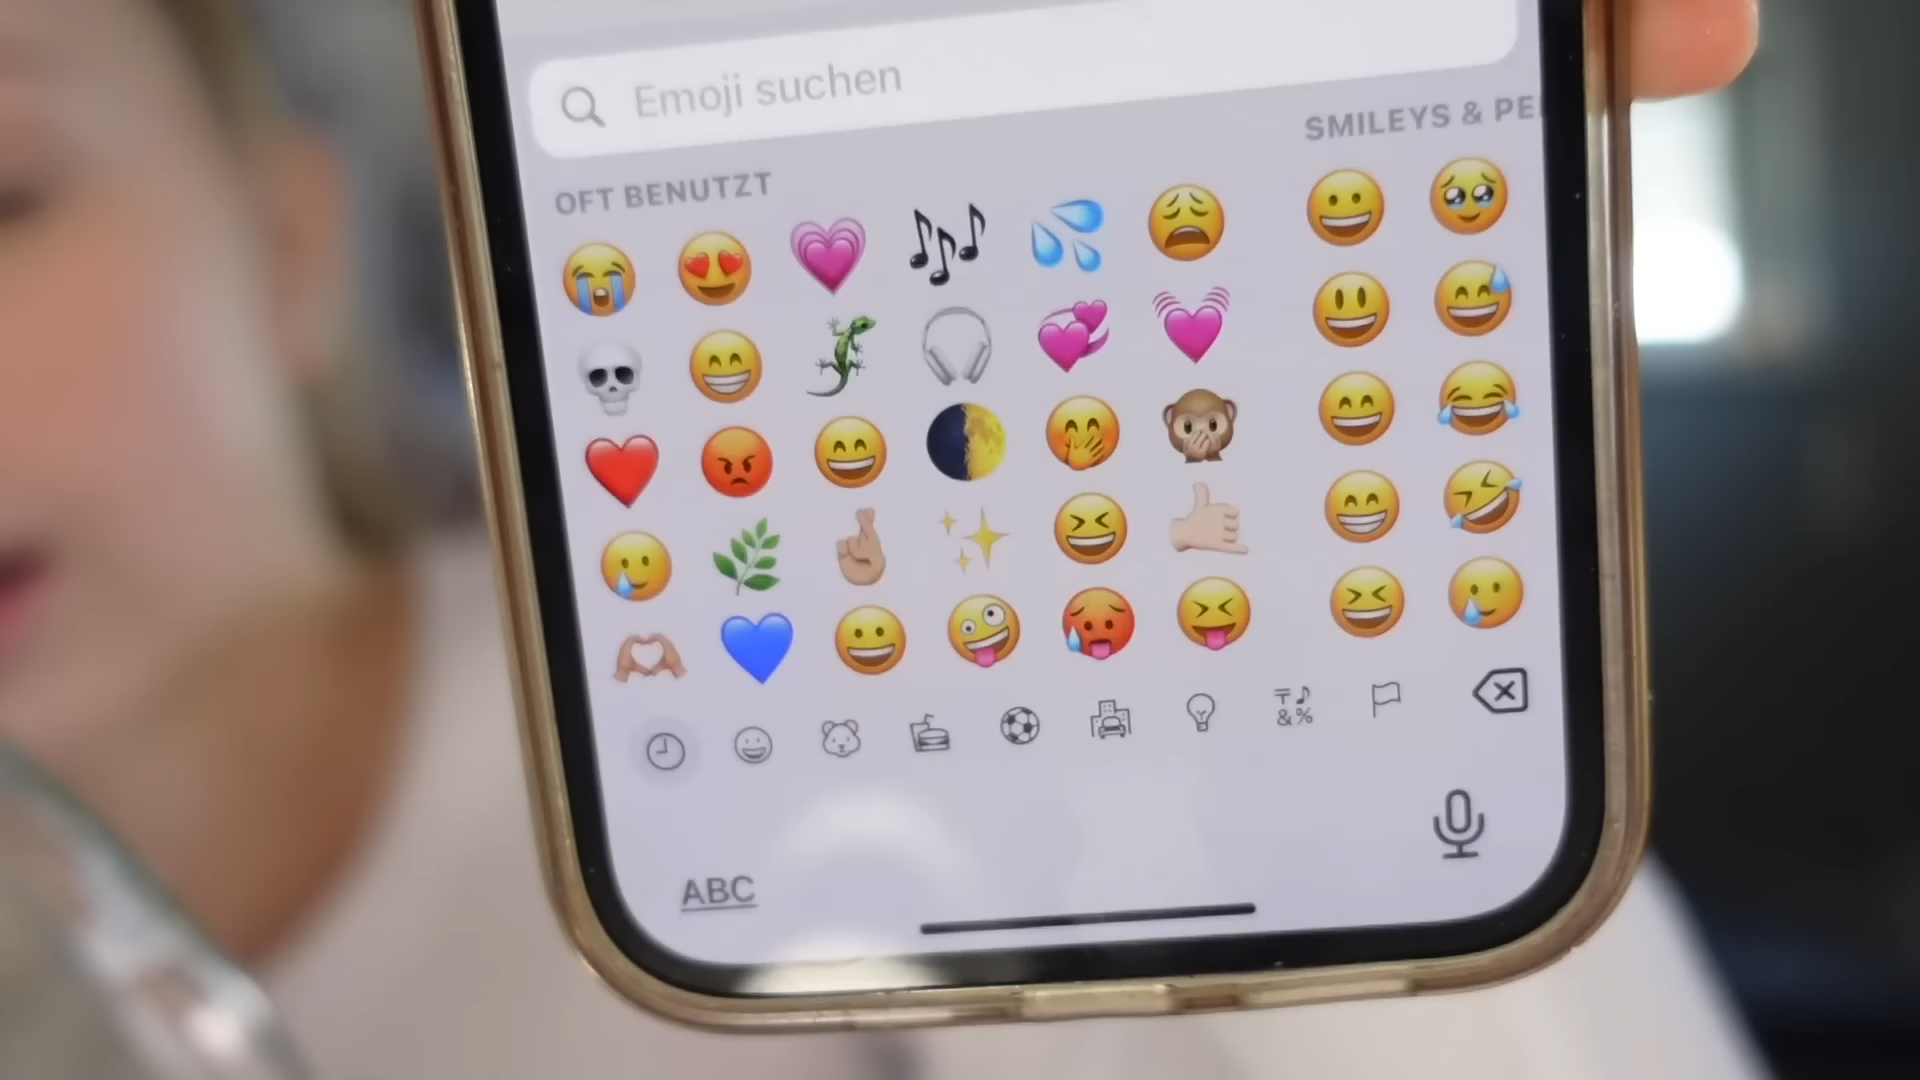 Emoji suchen
SMILEYS & PE
OFT BENUTZT
&%
ABC